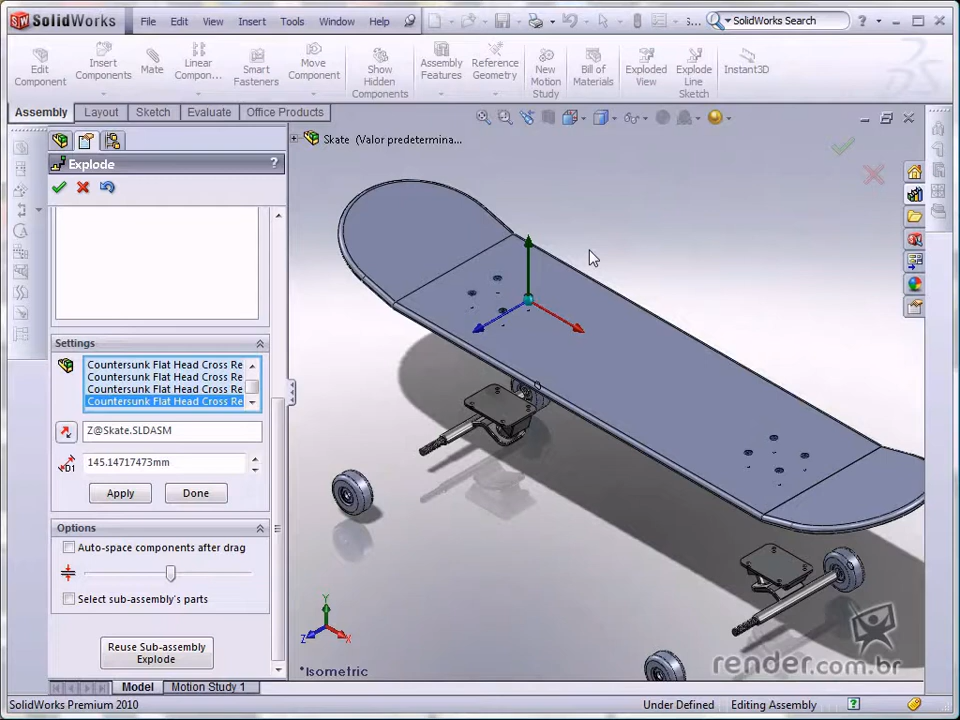 SolidWorks
File Edit View Insert Tools Window Help
s...
SolidWorks Search
?
Edit Component
Insert Components
Mate
Linear Compon...
Smart Fasteners
Move Component
Show Hidden Components
Assembly Features
Reference Geometry
New Motion Study
Bill of Materials
Exploded View
Explode Line Sketch
Instant3D
Assembly Layout Sketch Evaluate Office Products
Skate (Valor predetermina...
Explode
?
Settings
Countersunk Flat Head Cross Re
Countersunk Flat Head Cross Re
Countersunk Flat Head Cross Re
Countersunk Flat Head Cross Re
Z@Skate.SLDASM
D1
145.14717473mm
Apply Done
Options
Auto-space components after drag
Select sub-assembly's parts
Reuse Sub-assembly
Explode
Y
Z
X
*Isometric
render.com.br
Model Motion Study 1
SolidWorks Premium 2010
Under Defined Editing Assembly
?